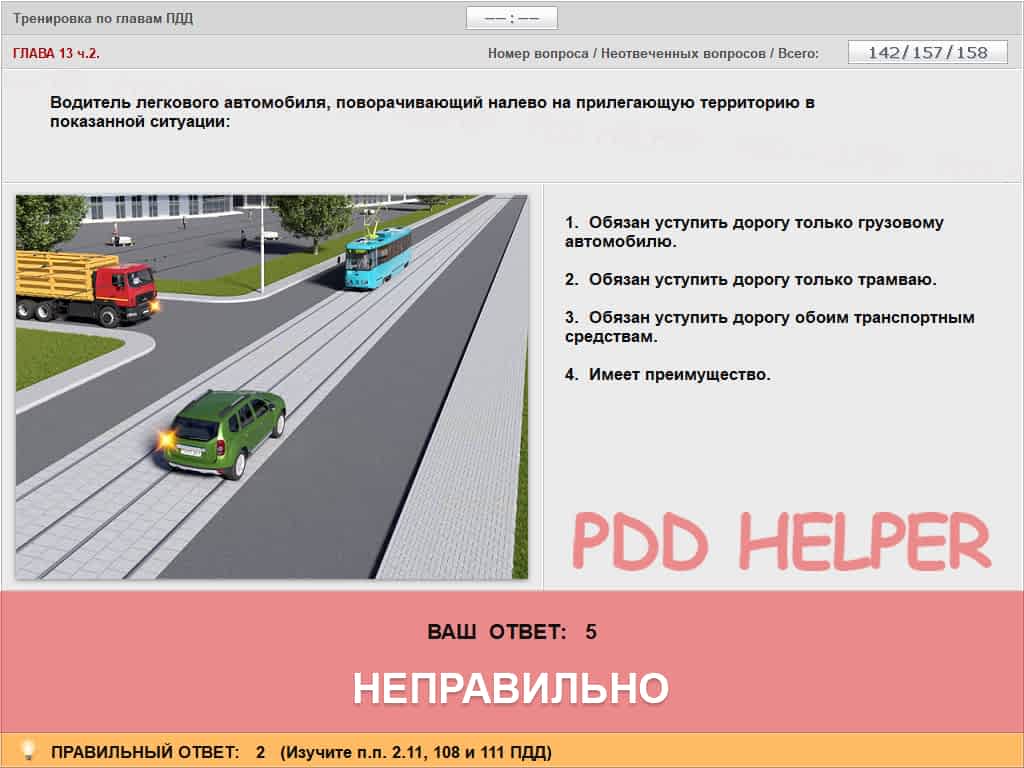 Тренировка по главам ПДД
—— : ——
ГЛАВА 13 ч.2.
Номер вопроса / Неотвеченных вопросов / Всего:
142/157/158
Водитель легкового автомобиля, поворачивающий налево на прилегающую территорию в
показанной ситуации:
1. Обязан уступить дорогу только грузовому
автомобилю.
2. Обязан уступить дорогу только трамваю.
3. Обязан уступить дорогу обоим транспортным
средствам.
4. Имеет преимущество.
PDD HELPER
ВАШ ОТВЕТ: 5
НЕПРАВИЛЬНО
ПРАВИЛЬНЫЙ ОТВЕТ: 2 (Изучите п.п. 2.11, 108 и 111 ПДД)